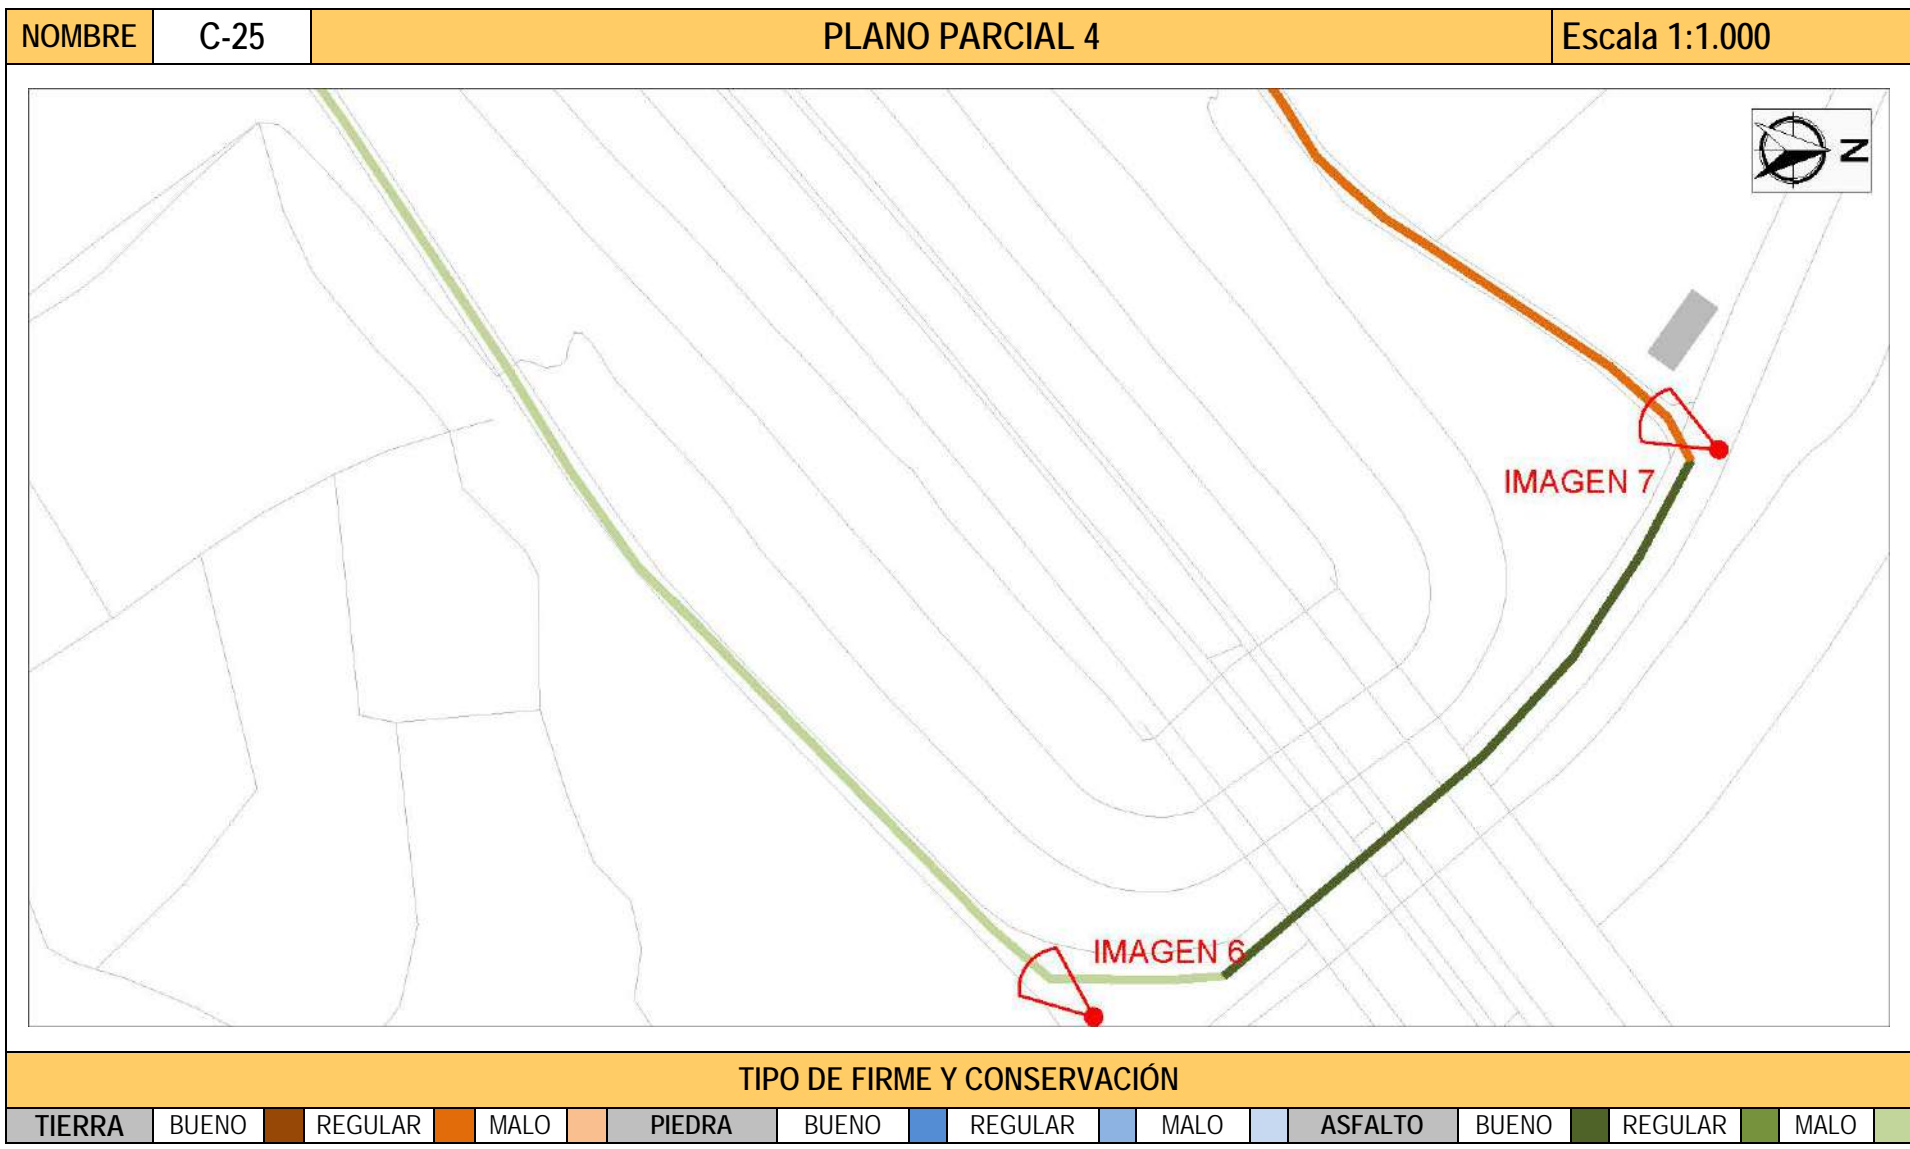 NOMBRE C-25 PLANO PARCIAL 4 Escala 1:1.000
N
IMAGEN 7
IMAGEN 6
TIPO DE FIRME Y CONSERVACIÓN
TIERRA BUENO REGULAR MALO PIEDRA BUENO REGULAR MALO ASFALTO BUENO REGULAR MALO